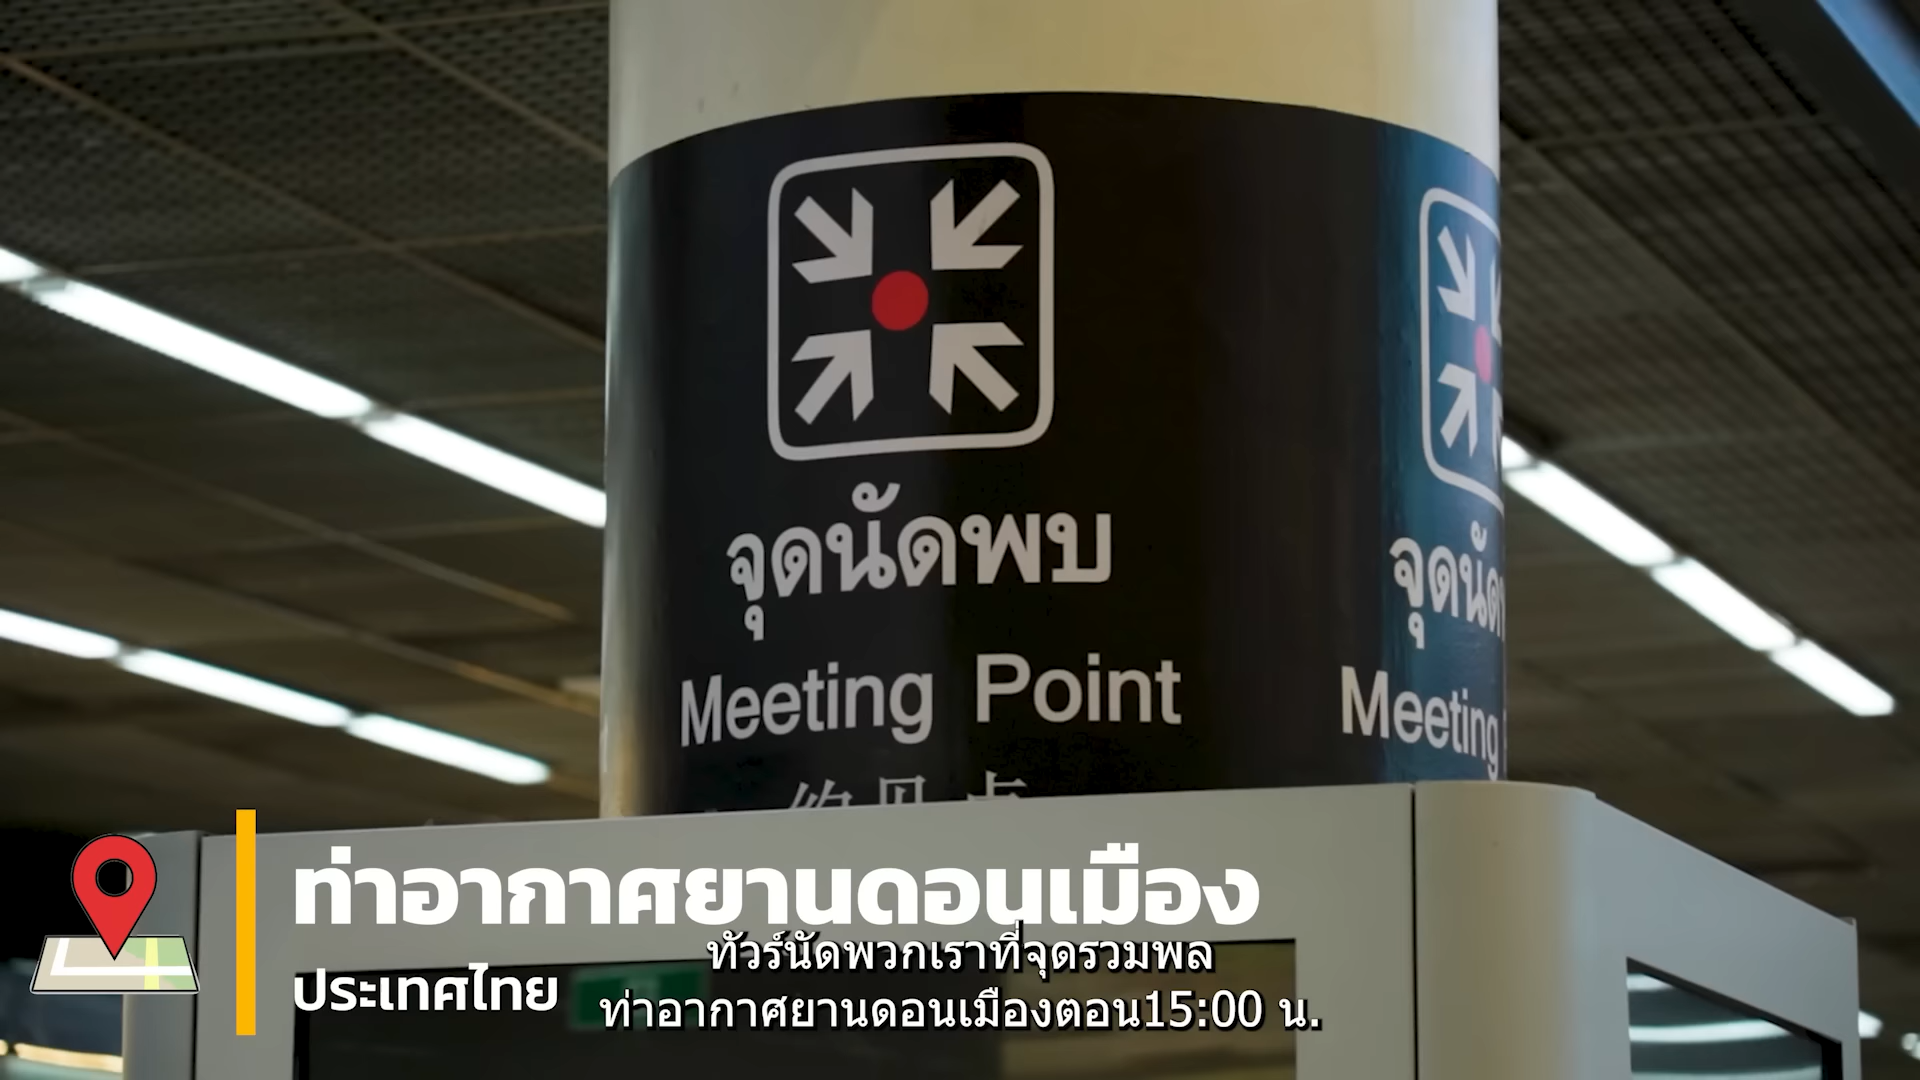 จุดนัดพบ
Meeting Point
จุดนัด
Meeting
ท่าอากาศยานดอนเมือง
ประเทศไทย
ทัวร์นัดพวกเราที่จุดรวมพล
ท่าอากาศยานดอนเมืองตอน15:00 น.